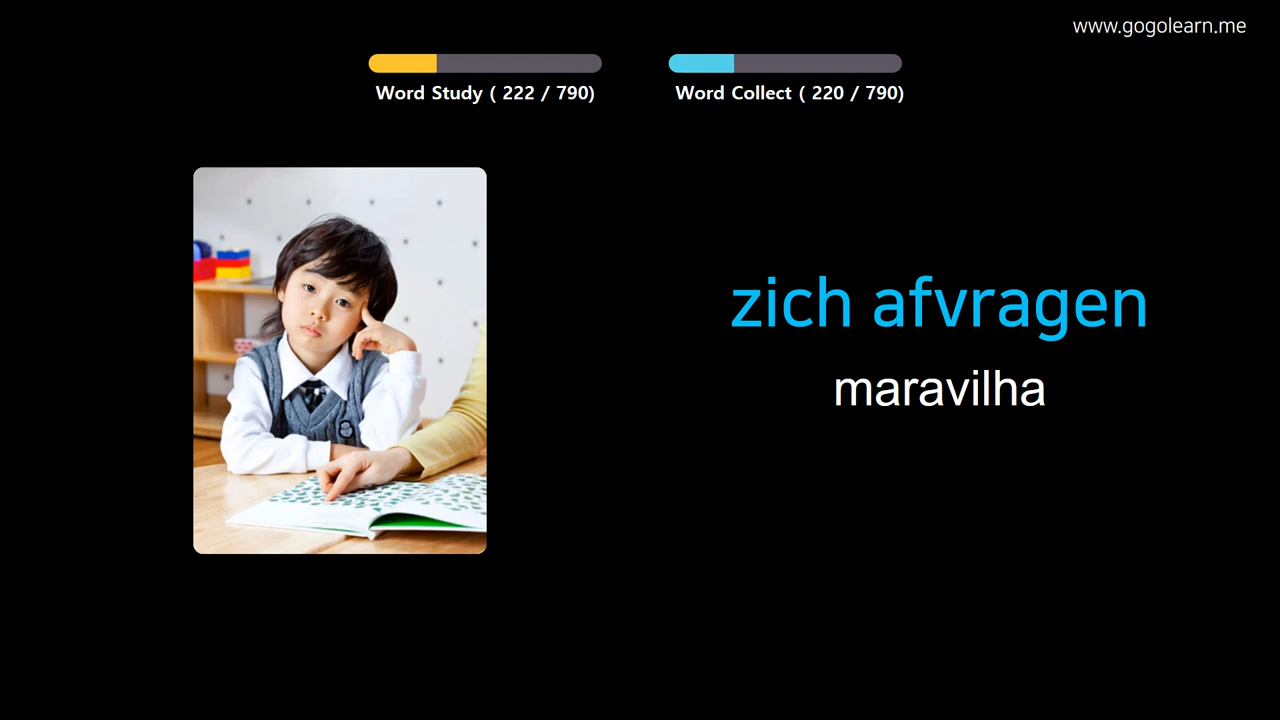 www.gogolearn.me
Word Study ( 222 / 790)
Word Collect ( 220 / 790)
zich afvragen
maravilha